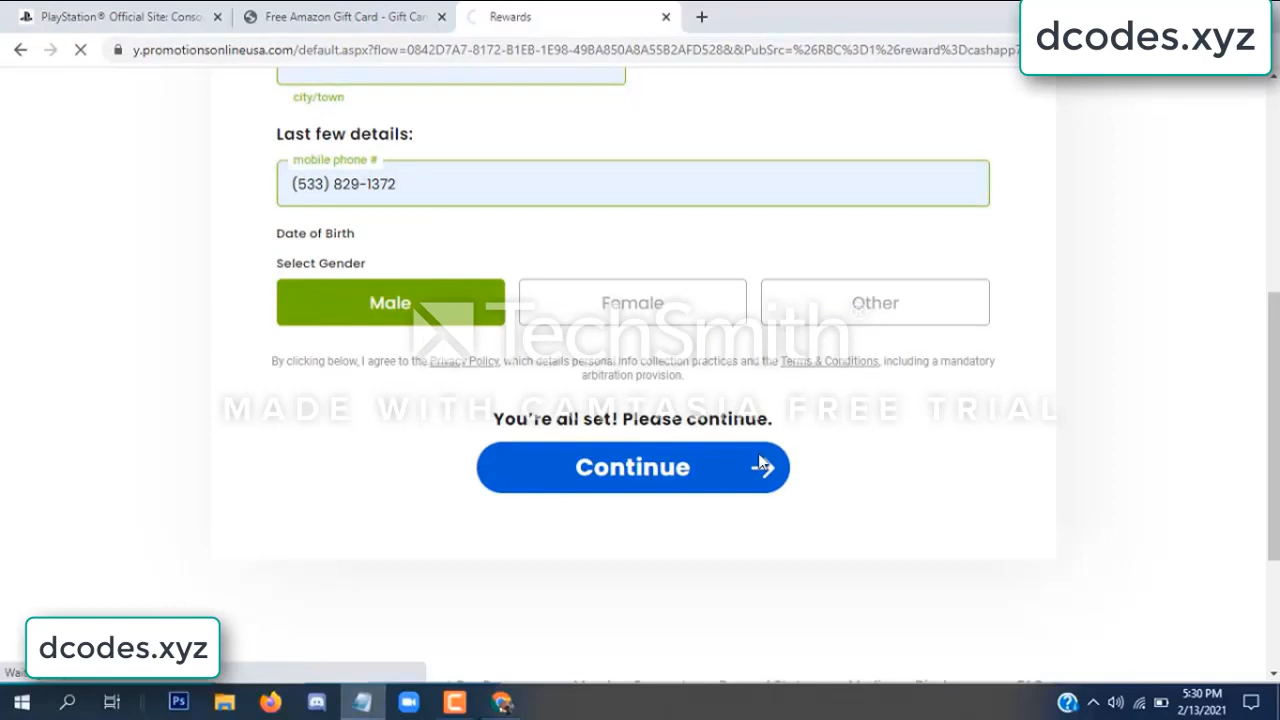 PlayStation® Official Site: Conso
Free Amazon Gift Card - Gift Car
Rewards
y.promotionsonlineusa.com/default.aspx?flow=0842D7A7-8172-B1EB-1E98-49BA850A8A55B2AFD528&&PubSrc=%26RBC%3D1%26reward%3Dcashapp
dcodes.xyz
city/town
Last few details:
mobile phone #
(533) 829-1372
Date of Birth
Select Gender
Male
Female
Other
TechSmith
By clicking below, I agree to the Privacy Policy, which details personal info collection practices and the Terms & Conditions, including a mandatory
arbitration provision.
MADE WITH CAMTASIA FREE TRIAL
You're all set! Please continue.
Continue
dcodes.xyz
Ps
5:30 PM
2/13/2021